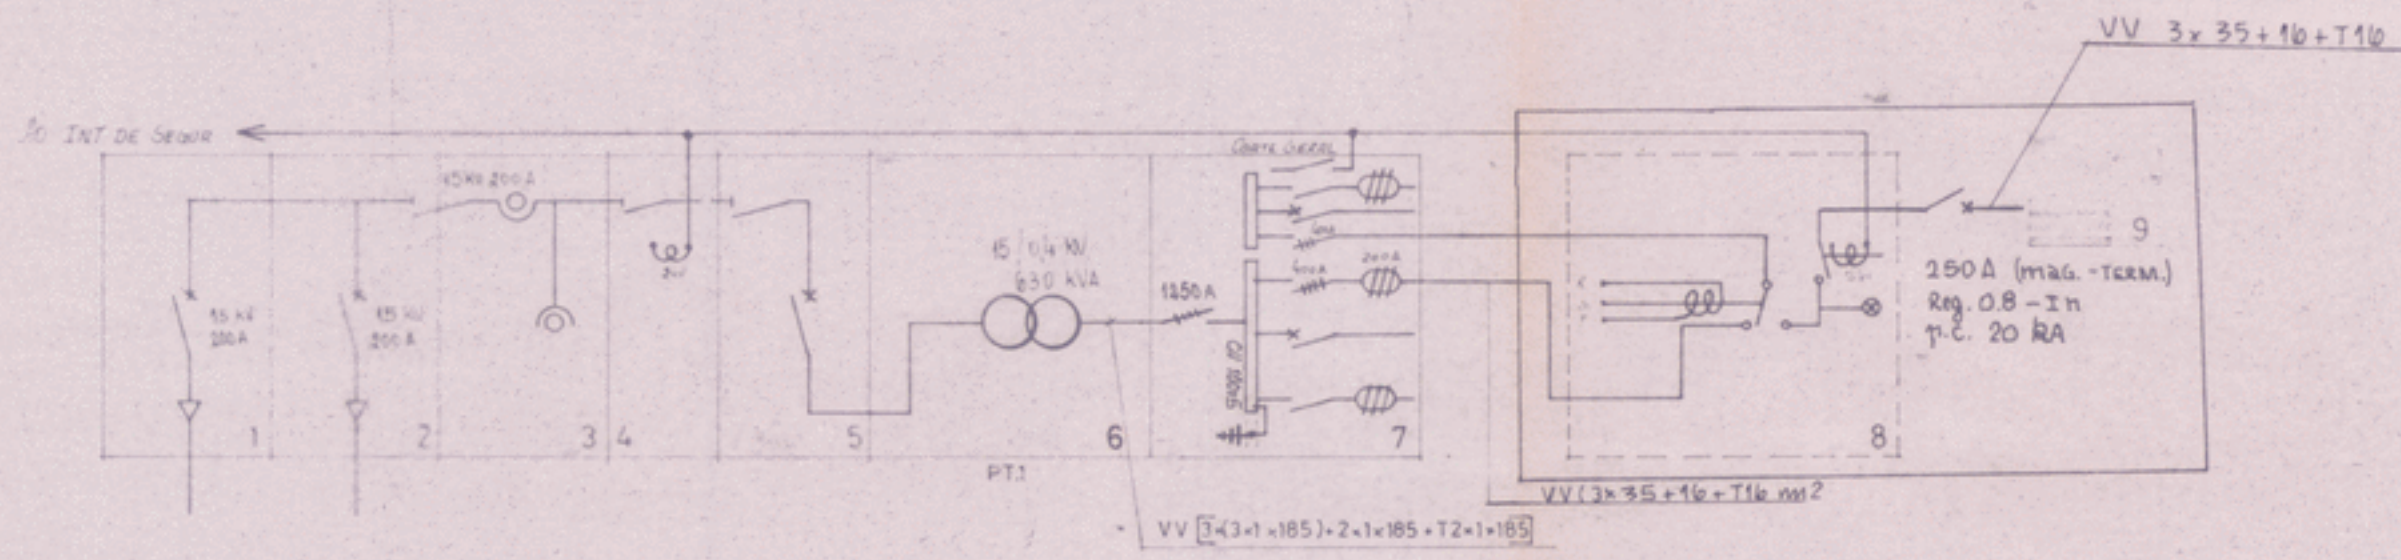 VV 3x 35+16+T16
INT DE SEGUR
CORTE GERAL
15 KV 200 A
15 KV
200 A
15 KV
200 A
15/0,4 KV
630 KVA
1250 A
200 A
250 A (mag.-TERM.)
Reg. 0.8-In
p.c. 20 kA
1
2
3
4
5
6
7
8
9
PT.1
VV (3x35+16+T16 mm2
VV [3x(3x1x185)+2x1x185+T2x1x185]